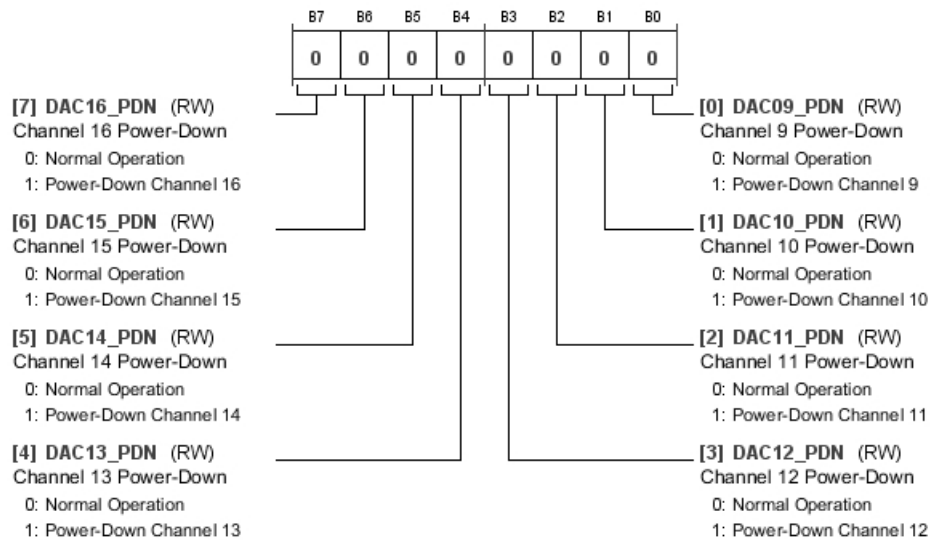 B7 B6 B5 B4 B3 B2 B1 B0
0 0 0 0 0 0 0 0
[7] DAC16_PDN (RW)
Channel 16 Power-Down
0: Normal Operation
1: Power-Down Channel 16
[6] DAC15_PDN (RW)
Channel 15 Power-Down
0: Normal Operation
1: Power-Down Channel 15
[5] DAC14_PDN (RW)
Channel 14 Power-Down
0: Normal Operation
1: Power-Down Channel 14
[4] DAC13_PDN (RW)
Channel 13 Power-Down
0: Normal Operation
1: Power-Down Channel 13
[0] DAC09_PDN (RW)
Channel 9 Power-Down
0: Normal Operation
1: Power-Down Channel 9
[1] DAC10_PDN (RW)
Channel 10 Power-Down
0: Normal Operation
1: Power-Down Channel 10
[2] DAC11_PDN (RW)
Channel 11 Power-Down
0: Normal Operation
1: Power-Down Channel 11
[3] DAC12_PDN (RW)
Channel 12 Power-Down
0: Normal Operation
1: Power-Down Channel 12